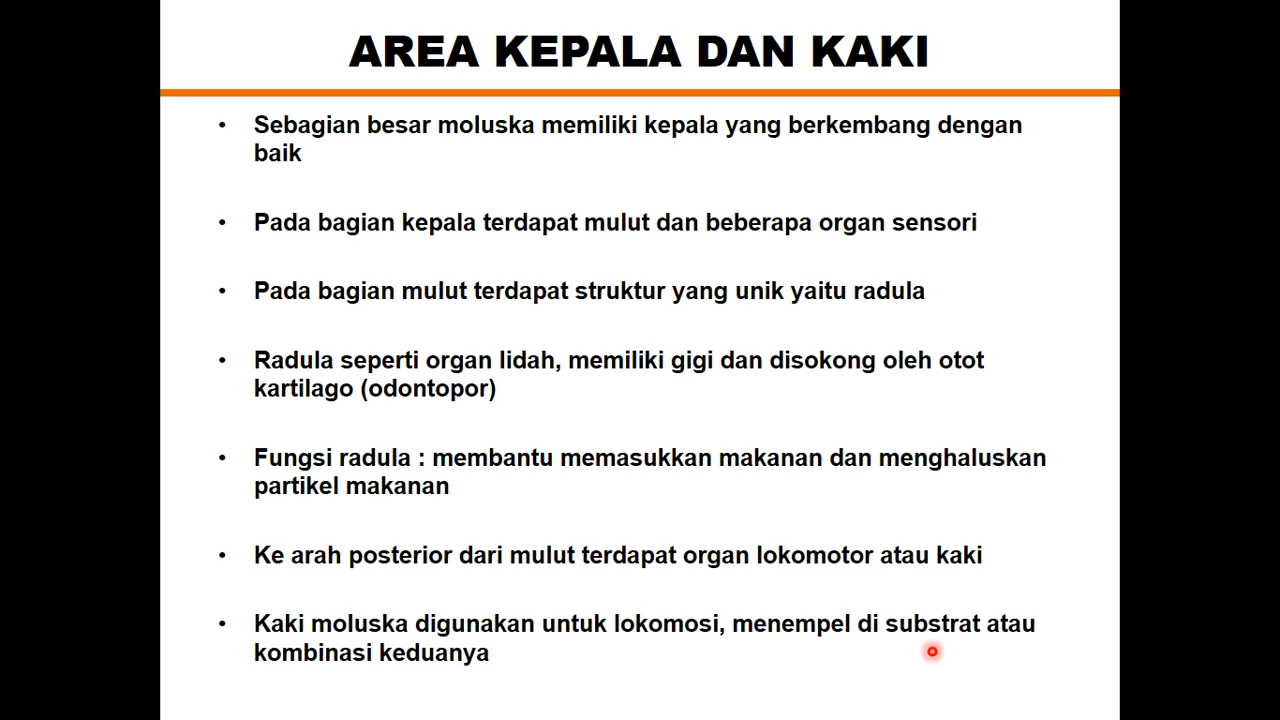 AREA KEPALA DAN KAKI
• Sebagian besar moluska memiliki kepala yang berkembang dengan
baik
• Pada bagian kepala terdapat mulut dan beberapa organ sensori
• Pada bagian mulut terdapat struktur yang unik yaitu radula
• Radula seperti organ lidah, memiliki gigi dan disokong oleh otot
kartilago (odontopor)
• Fungsi radula : membantu memasukkan makanan dan menghaluskan
partikel makanan
• Ke arah posterior dari mulut terdapat organ lokomotor atau kaki
• Kaki moluska digunakan untuk lokomosi, menempel di substrat atau
kombinasi keduanya